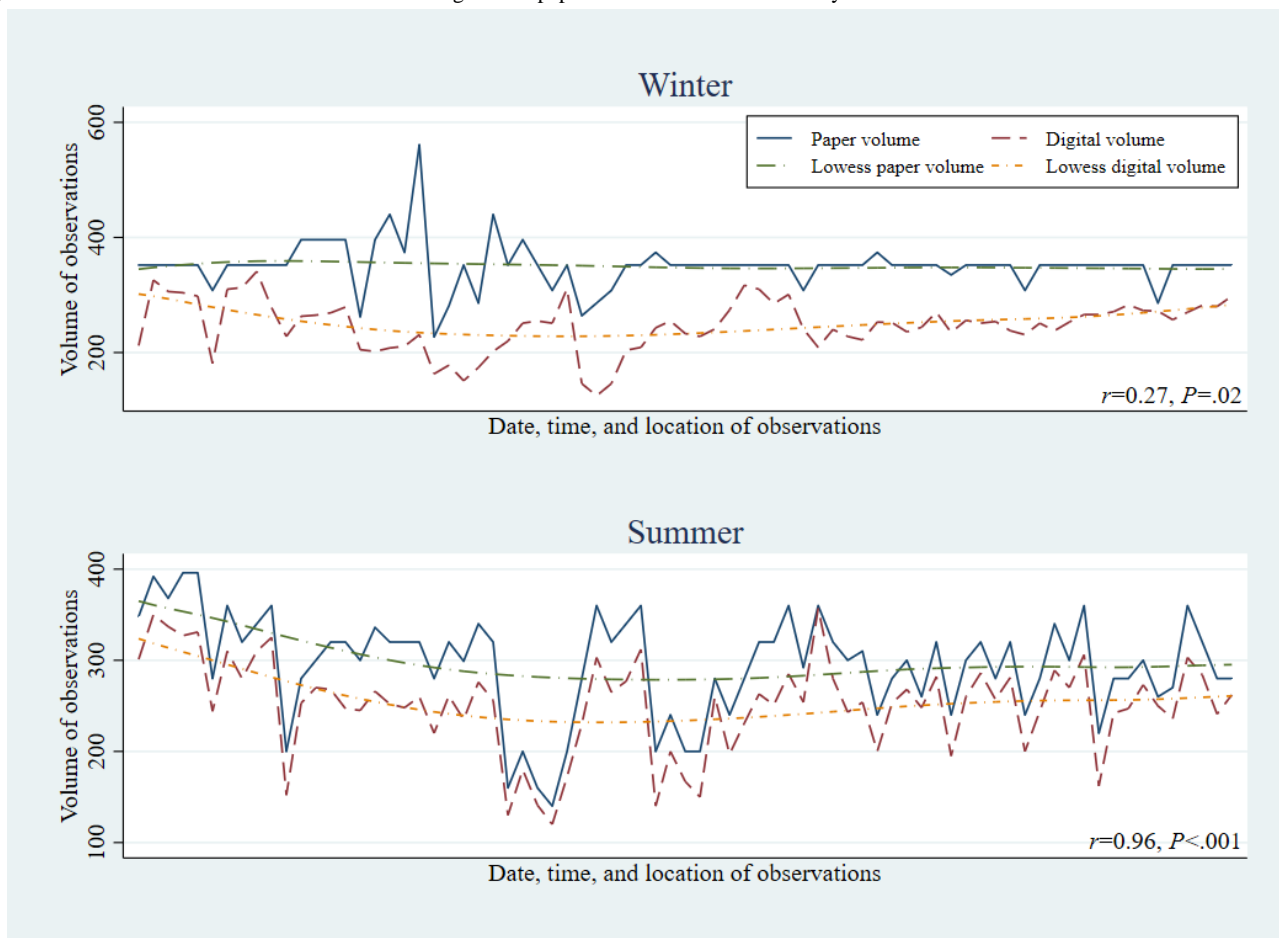 Winter
Volume of observations
600
400
200
Paper volume
Digital volume
Lowess paper volume
Lowess digital volume
r=0.27, P=.02
Date, time, and location of observations
Summer
Volume of observations
400
300
200
100
r=0.96, P<.001
Date, time, and location of observations